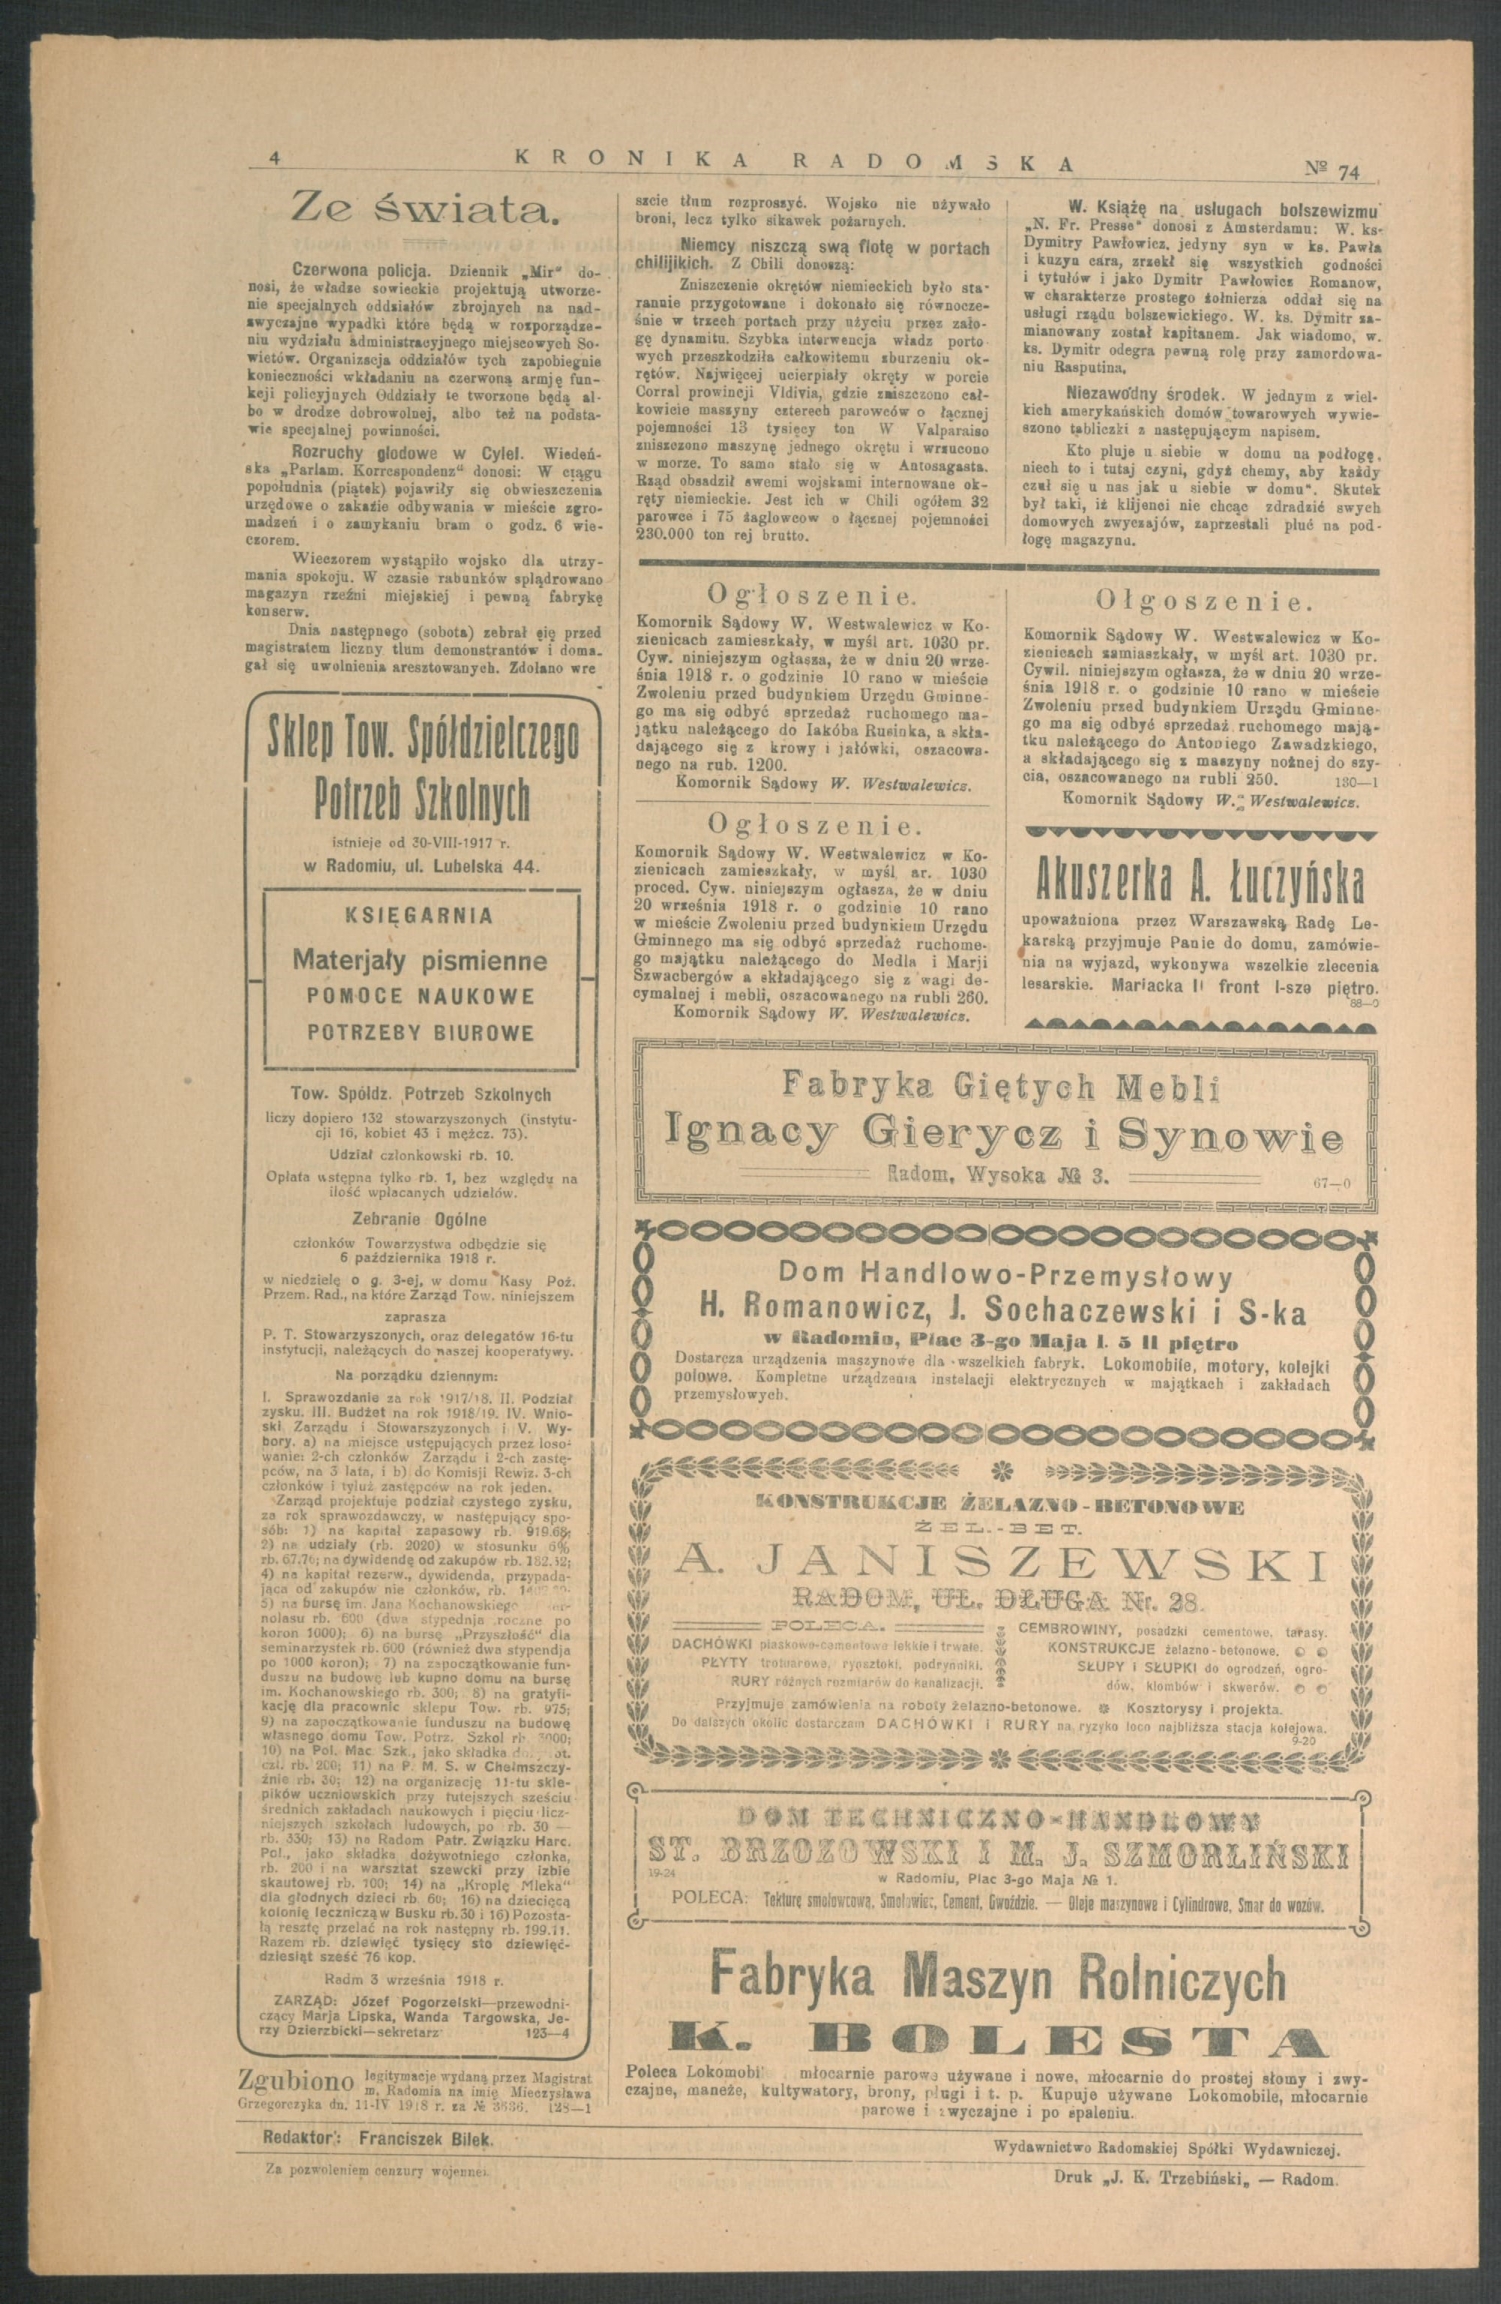 4
KRONIKA RADOMSKA
№ 74
Ze świata.
Czerwona policja. Dziennik „Mir" do-
nosi, że władze sowieckie projektują utworze-
nie specjalnych oddziałów zbrojnych na nad-
zwyczajne wypadki które będą w rozporządze-
niu wydziału administracyjnego miejscowych So-
wietów. Organizacja oddziałów tych zapobiegnie
konieczności wkładaniu na czerwoną armję fun-
kcji policyjnych Oddziały te tworzone będą al-
bo w drodze dobrowolnej, albo też na podsta-
wie specjalnej powinności.
Rozruchy głodowe w Cylel. Wiedeń-
ska „Parlam. Korrespondenz" donosi: W ciągu
popołudnia (piątek) pojawiły się obwieszczenia
urzędowe o zakazie odbywania w mieście zgro-
madzeń i o zamykaniu bram o godz. 6 wie-
czorem.
Wieczorem wystąpiło wojsko dla utrzy-
mania spokoju. W czasie rabunków splądrowano
magazyn rzeźni miejskiej i pewną fabrykę
konserw.
Dnia następnego (sobota) zebrał się przed
magistratem liczny tłum demonstrantów i doma-
gał się uwolnienia aresztowanych. Zdołano wre
Sklep Tow. Spółdzielczego
Potrzeb Szkolnych
istnieje od 30-VIII-1917 r.
w Radomiu, ul. Lubelska 44.
KSIĘGARNIA
Materjały pismienne
POMOCE NAUKOWE
POTRZEBY BIUROWE
Tow. Spółdz. Potrzeb Szkolnych
liczy dopiero 132 stowarzyszonych (instytu-
cji 16, kobiet 43 i mężcz. 73).
Udział członkowski rb. 10.
Opłata wstępna tylko rb. 1, bez względu na
ilość wpłacanych udziałów.
Zebranie Ogólne
członków Towarzystwa odbędzie się
6 października 1918 r.
w niedzielę o g. 3-ej, w domu Kasy Poż.
Przem. Rad., na które Zarząd Tow. niniejszem
zaprasza
P. T. Stowarzyszonych, oraz delegatów 16-tu
instytucji, należących do naszej kooperatywy.
Na porządku dziennym:
I. Sprawozdanie za rok 1917/18. II. Podział
zysku. III. Budżet na rok 1918/19. IV. Wnio-
ski Zarządu i Stowarszyzonych i V. Wy-
bory. a) na miejsce ustępujących przez loso-
wanie: 2-ch członków Zarządu i 2-ch zastę-
pców, na 3 lata, i b) do Komisji Rewiz. 3-ch
członków i tyluż zastępców na rok jeden.
Zarząd projektuje podział czystego zysku,
za rok sprawozdawczy, w następujący spo-
sób: 1) na kapitał zapasowy rb. 919.68;
2) na udziały (rb. 2020) w stosunku 6%
rb. 67.76; na dywidendę od zakupów rb. 182.32;
4) na kapitał rezerw., dywidenda, przypada-
jąca od zakupów nie członków, rb.
5) na bursę im. Jana Kochanowskiego
nolasu rb. 600 (dwa stypednja roczne po
koron 1000); 6) na bursę „Przyszłość" dla
seminarzystek rb. 600 (również dwa stypendja
po 1000 koron); 7) na zapoczątkowanie fun-
duszu na budowę lub kupno domu na bursę
im. Kochanowskiego rb. 300; 8) na gratyfi-
kację dla pracownic sklepu Tow. rb. 975;
9) na zapoczątkowanie funduszu na budowę
własnego domu Tow. Potrz. Szkol rb. 3000;
10) na Pol. Mac. Szk., jako składka
czł. rb. 200; 11) na P. M. S. w Chełmszczy-
źnie rb. 30; 12) na organizację 11-tu skle-
pików uczniowskich przy tutejszych sześciu
średnich zakładach naukowych i pięciu licz-
niejszych szkołach ludowych, po rb. 30 —
rb. 330; 13) na Radom Patr. Związku Harc.
Pol., jako składka dożywotniego członka,
rb. 200 i na warsztat szewcki przy izbie
skautowej rb. 100; 14) na „Kroplę Mleka"
dla głodnych dzieci rb. 60; 16) na dziecięcą
kolonię leczniczą w Busku rb. 30 i 16) Pozosta-
łą resztę przelać na rok następny rb. 199.11.
Razem rb. dziewięć tysięcy sto dziewięć-
dziesiąt sześć 76 kop.
Radm 3 września 1918 r.
ZARZĄD: Józef Pogorzelski—przewodni-
czący Marja Lipska, Wanda Targowska, Je-
rzy Dzierzbicki—sekretarz 123—4
Zgubiono legitymacje wydaną przez Magistrat
m. Radomia na imię Mieczysława
Grzegorczyka dn. 11-IV 1918 r. za № 3636. 128—1
szcie tłum rozproszyć. Wojsko nie używało
broni, lecz tylko sikawek pożarnych.
Niemcy niszczą swą flotę w portach
chilijikich. Z Chili donoszą:
Zniszczenie okrętów niemieckich było sta-
rannie przygotowane i dokonało się równocze-
śnie w trzech portach przy użyciu przez zało-
gę dynamitu. Szybka interwencja władz porto
wych przeszkodziła całkowitemu zburzeniu ok-
rętów. Najwięcej ucierpiały okręty w porcie
Corral prowincji Vldivia, gdzie zniszczono cał-
kowicie maszyny czterech parowców o łącznej
pojemności 13 tysięcy ton W Valparaiso
zniszczono maszynę jednego okrętu i wrzucono
w morze. To samo stało się w Antosagasta.
Rząd obsadził swemi wojskami internowane ok-
ręty niemieckie. Jest ich w Chili ogółem 32
parowce i 75 żaglowcow o łącznej pojemności
230.000 ton rej brutto.
W. Książę na usługach bolszewizmu
„N. Fr. Presse" donosi z Amsterdamu: W. ks-
Dymitry Pawłowicz, jedyny syn w ks. Pawła
i kuzyn cara, zrzekł się wszystkich godności
i tytułów i jako Dymitr Pawłowicz Romanow,
w charakterze prostego żołnierza oddał się na
usługi rządu bolszewickiego. W. ks. Dymitr za-
mianowany został kapitanem. Jak wiadomo, w.
ks. Dymitr odegra pewną rolę przy zamordowa-
niu Rasputina.
Niezawodny środek. W jednym z wiel-
kich amerykańskich domów towarowych wywie-
szono tabliczki z następującym napisem.
Kto pluje u siebie w domu na podłogę,
niech to i tutaj czyni, gdyż chemy, aby każdy
czuł się u nas jak u siebie w domu". Skutek
był taki, iż klijenci nie chcąc zdradzić swych
domowych zwyczajów, zaprzestali pluć na pod-
łogę magazynu.
Ogłoszenie.
Komornik Sądowy W. Westwalewicz w Ko-
zienicach zamieszkały, w myśl art. 1030 pr.
Cyw. niniejszym ogłasza, że w dniu 20 wrze-
śnia 1918 r. o godzinie 10 rano w mieście
Zwoleniu przed budynkiem Urzędu Gminne-
go ma się odbyć sprzedaż ruchomego ma-
jątku należącego do Iakóba Rusinka, a skła-
dającego się z krowy i jałówki, oszacowa-
nego na rub. 1200.
Komornik Sądowy W. Westwalewicz.
Ogłoszenie.
Komornik Sądowy W. Westwalewicz w Ko-
zienicach zamieszkały, w myśl ar. 1030
proced. Cyw. niniejszym ogłasza, że w dniu
20 września 1918 r. o godzinie 10 rano
w mieście Zwoleniu przed budynkiem Urzędu
Gminnego ma się odbyć sprzedaż ruchome-
go majątku należącego do Medla i Marji
Szwacbergów a składającego się z wagi de-
cymalnej i mebli, oszacowanego na rubli 260.
Komornik Sądowy W. Westwalewicz.
Ołgoszenie.
Komornik Sądowy W. Westwalewicz w Ko-
zienicach zamiaszkały, w myśl art. 1030 pr.
Cywil. niniejszym ogłasza, że w dniu 20 wrze-
śnia 1918 r. o godzinie 10 rano w mieście
Zwoleniu przed budynkiem Urzędu Gminne-
go ma się odbyć sprzedaż ruchomego mają-
tku należącego do Antoniego Zawadzkiego,
a składającego się z maszyny nożnej do szy-
cia, oszacowanego na rubli 250. 130—1
Komornik Sądowy W. Westwalewicz.
Akuszerka A. Łuczyńska
upoważniona przez Warszawską Radę Le-
karską przyjmuje Panie do domu, zamówie-
nia na wyjazd, wykonywa wszelkie zlecenia
lesarskie. Mariacka 11 front I-sze piętro.
88—0
Fabryka Giętych Mebli
Ignacy Gierycz i Synowie
Radom, Wysoka № 3.
67—0
Dom Handlowo-Przemysłowy
H. Romanowicz, J. Sochaczewski i S-ka
w Radomiu, Plac 3-go Maja l. 5 II piętro
Dostarcza urządzenia maszynowe dla wszelkich fabryk. Lokomobile, motory, kolejki
polowe. Kompletne urządzenia instalacji elektrycznych w majątkach i zakładach
przemysłowych.
KONSTRUKCJE ŻELAZNO-BETONOWE
ŻEL.-BET.
A. JANISZEWSKI
RADOM, UL. DŁUGA Nr. 28.
POLECA.
DACHÓWKI piaskowo-cementowe lekkie i trwałe.
PŁYTY trotuarowe, rynsztoki, podrynniki.
RURY różnych rozmiarów do kanalizacji.
CEMBROWINY, posadzki cementowe, tarasy.
KONSTRUKCJE żelazno-betonowe.
SŁUPY i SŁUPKI do ogrodzeń, ogro-
dów, klombów i skwerów.
Przyjmuje zamówienia na roboty żelazno-betonowe. Kosztorysy i projekta.
Do dalszych okolic dostarczam DACHÓWKI i RURY na ryzyko loco najbliższa stacja kolejowa.
9-20
DOM TECHNICZNO-HANDLOWY
ST. BRZOZOWSKI I M. J. SZMORLIŃSKI
19-24
w Radomiu, Plac 3-go Maja № 1.
POLECA: Tekturę smołowcową, Smołowiec, Cement, Gwoździe. — Oleje maszynowe i Cylindrowe, Smar do wozów.
Fabryka Maszyn Rolniczych
K. BOLESTA
Poleca Lokomobi młocarnie parowe używane i nowe, młocarnie do prostej słomy i zwy-
czajne, maneże, kultywatory, brony, pługi i t. p. Kupuje używane Lokomobile, młocarnie
parowe i zwyczajne i po spaleniu.
Redaktor: Franciszek Bilek.
Wydawnictwo Radomskiej Spółki Wydawniczej.
Za pozwoleniem cenzury wojennej.
Druk „J. K. Trzebiński„ — Radom.